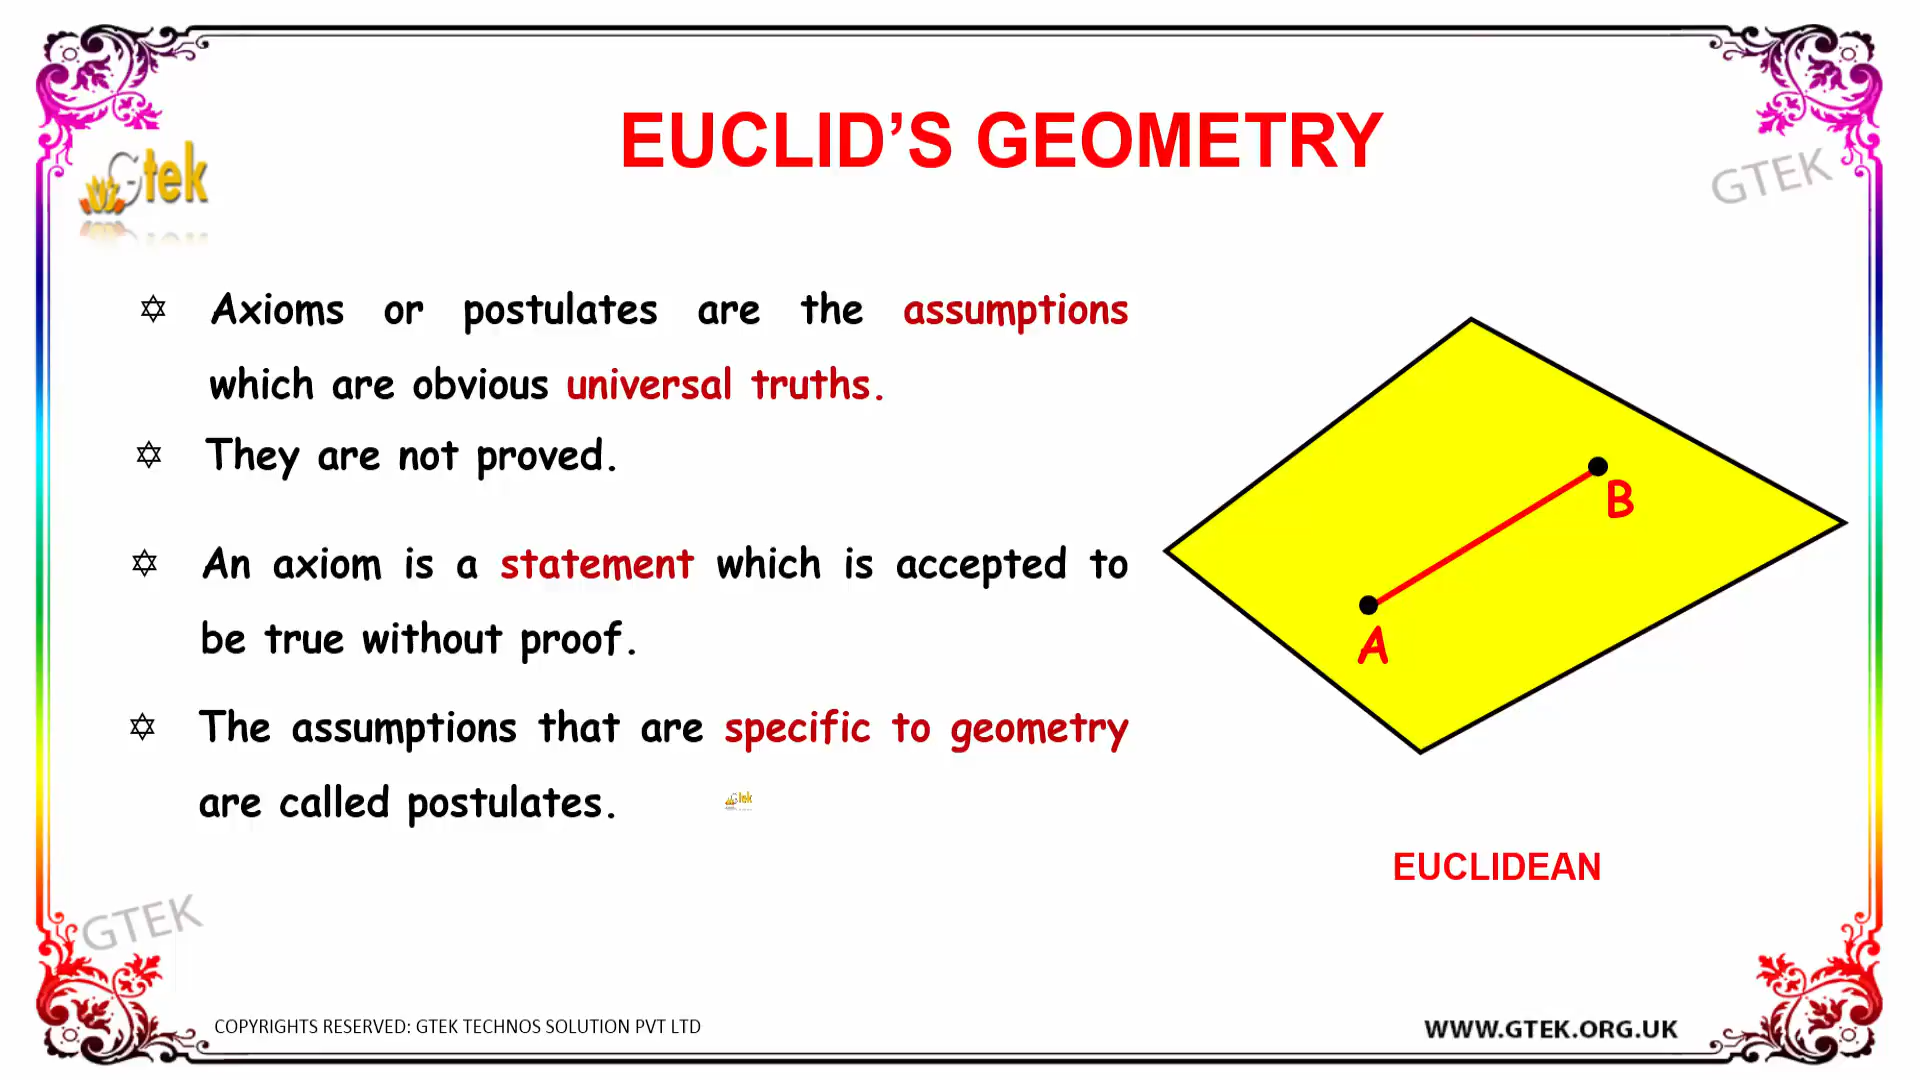 EUCLID’S GEOMETRY
Gtek
GTEK
Axioms or postulates are the assumptions
which are obvious universal truths.
They are not proved.
An axiom is a statement which is accepted to
be true without proof.
The assumptions that are specific to geometry
are called postulates.
Gtek
B
A
EUCLIDEAN
GTEK
COPYRIGHTS RESERVED: GTEK TECHNOS SOLUTION PVT LTD
WWW.GTEK.ORG.UK